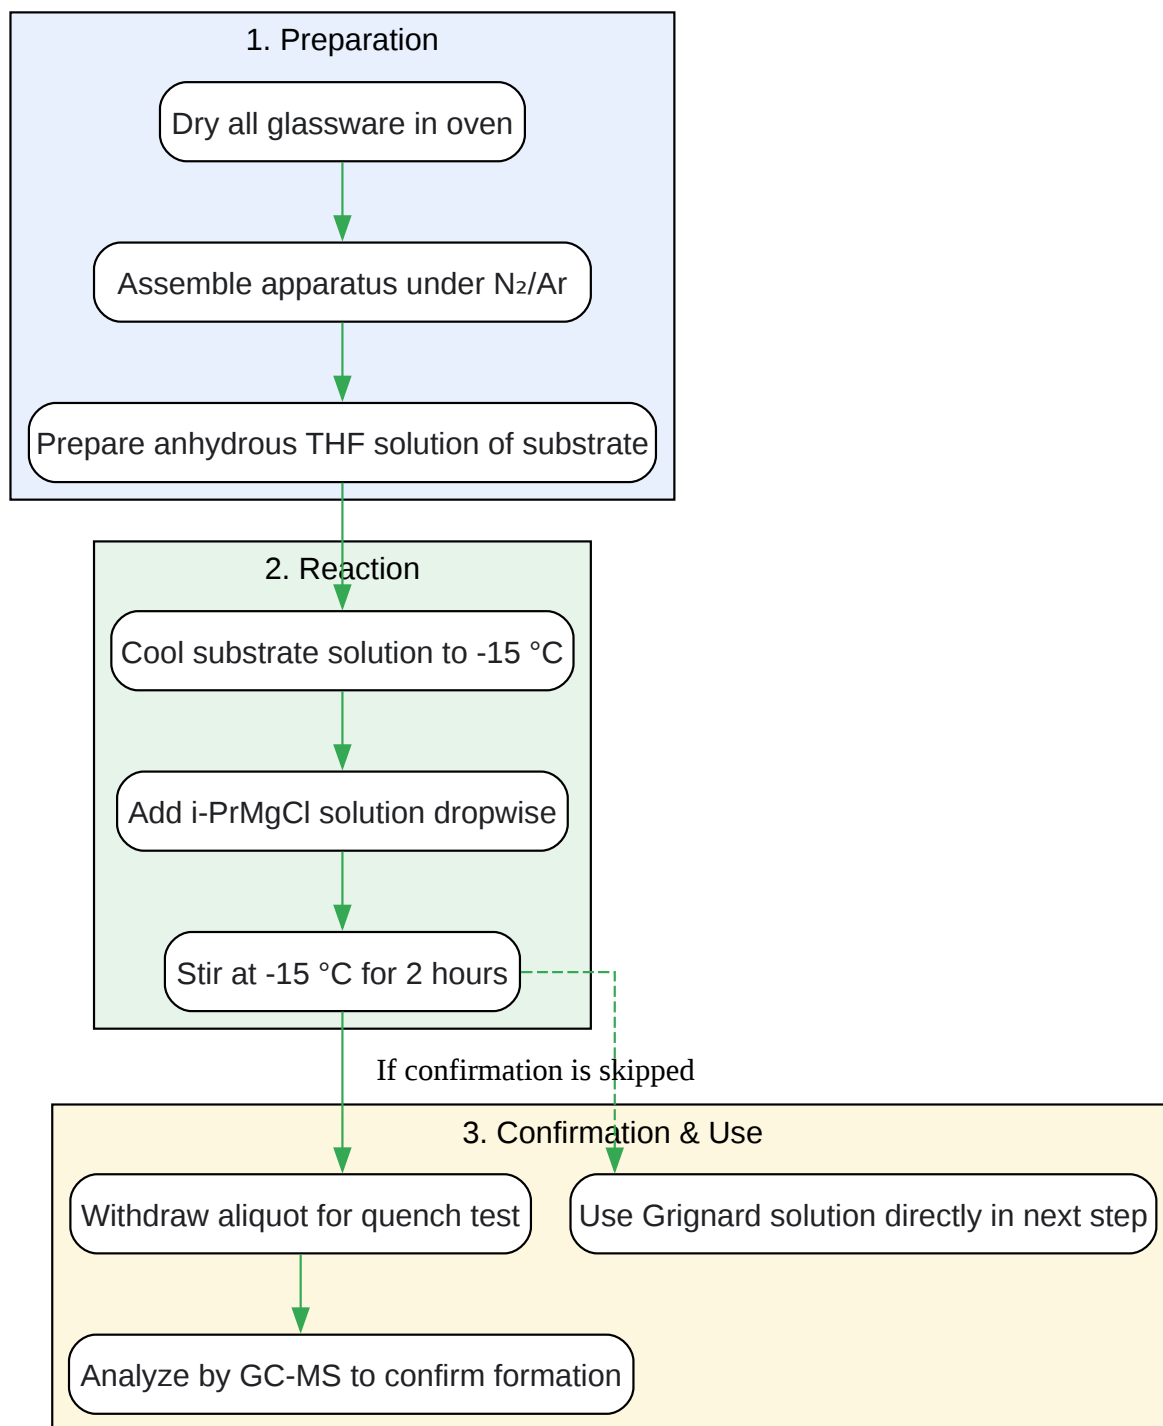 1. Preparation
Dry all glassware in oven
Assemble apparatus under N₂/Ar
Prepare anhydrous THF solution of substrate
2. Reaction
Cool substrate solution to -15 °C
Add i-PrMgCl solution dropwise
Stir at -15 °C for 2 hours
If confirmation is skipped
3. Confirmation & Use
Withdraw aliquot for quench test
Use Grignard solution directly in next step
Analyze by GC-MS to confirm formation